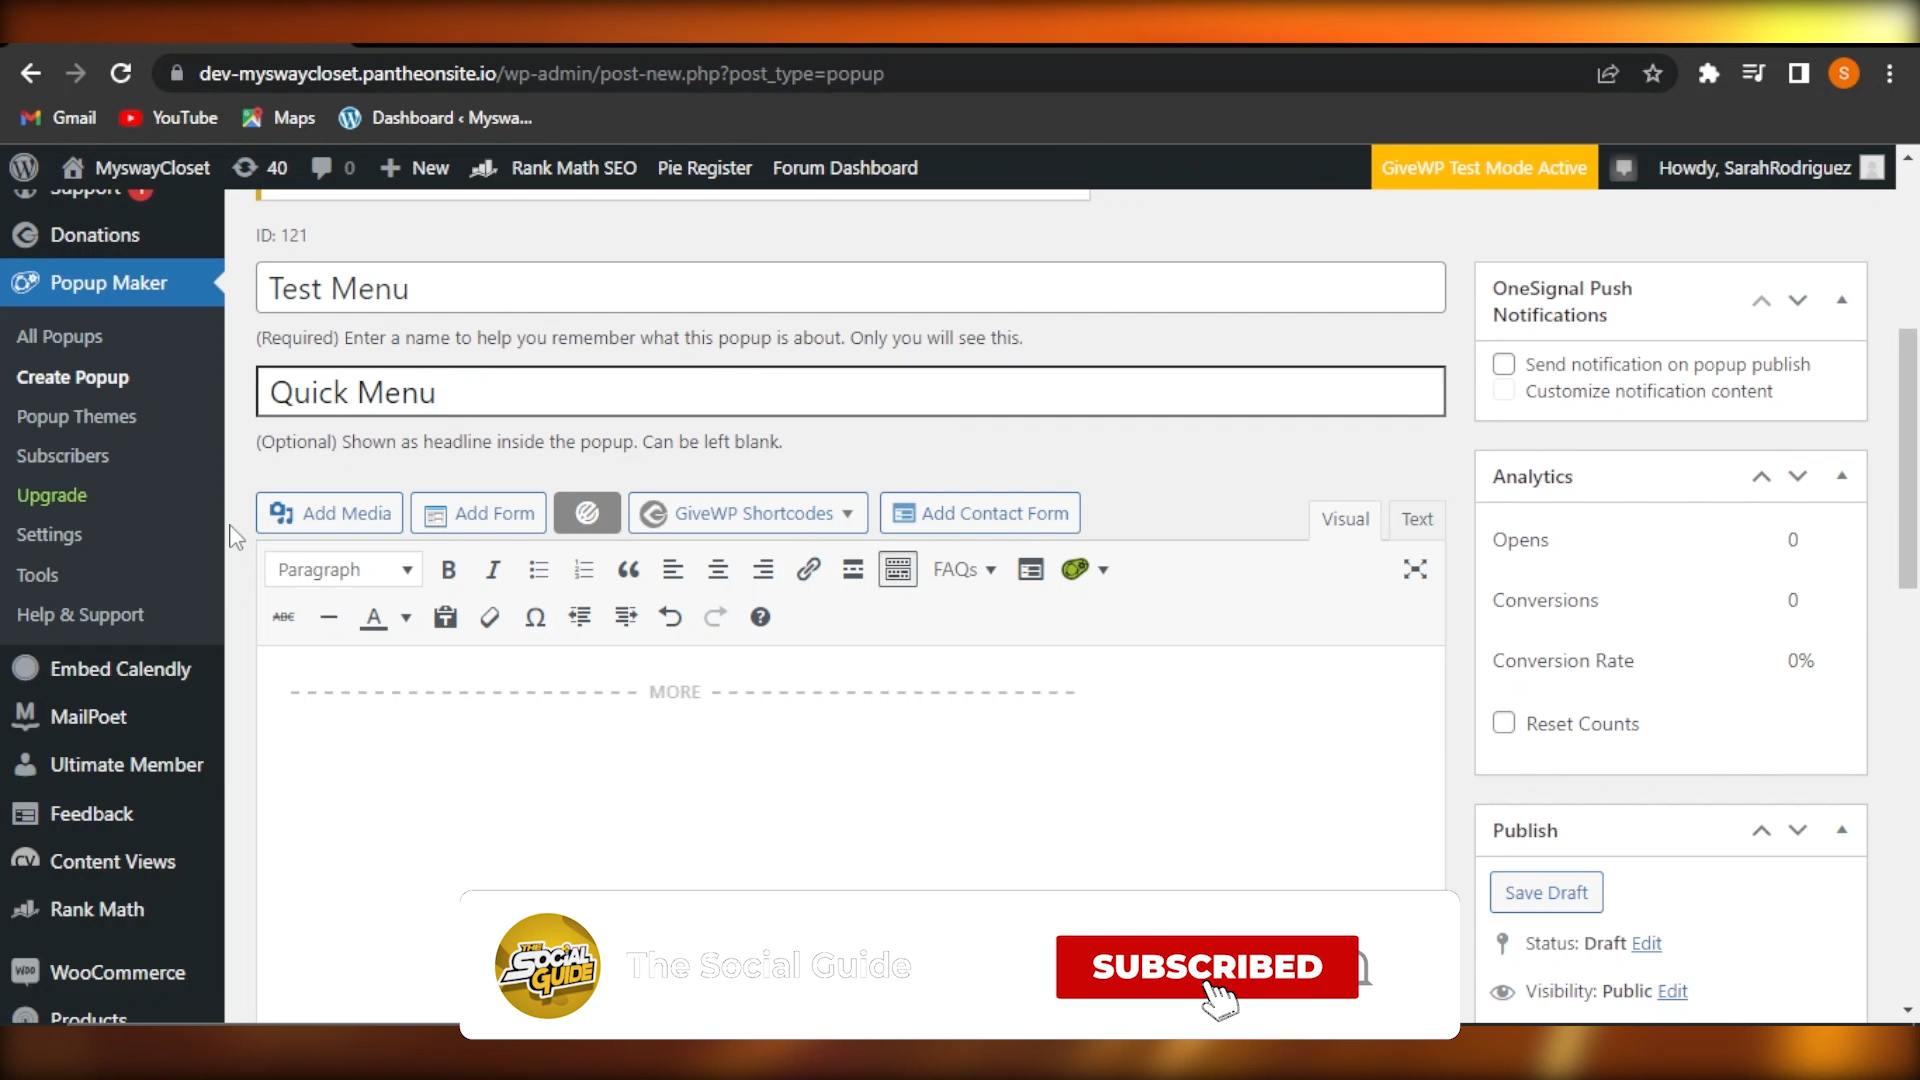 dev-myswaycloset.pantheonsite.io/wp-admin/post-new.php?post_type=popup
S
Gmail
YouTube
Maps
Dashboard ‹ Myswa...
MyswayCloset
40
0
New
Rank Math SEO
Pie Register
Forum Dashboard
GiveWP Test Mode Active
Howdy, SarahRodriguez
Support
Donations
Popup Maker
All Popups
Create Popup
Popup Themes
Subscribers
Upgrade
Settings
Tools
Help & Support
Embed Calendly
MailPoet
Ultimate Member
Feedback
Content Views
Rank Math
WooCommerce
Products
ID: 121
Test Menu
(Required) Enter a name to help you remember what this popup is about. Only you will see this.
Quick Menu
(Optional) Shown as headline inside the popup. Can be left blank.
Add Media
Add Form
GiveWP Shortcodes
Add Contact Form
Visual
Text
Paragraph
B
I
FAQs
ABC
A
Ω
MORE
OneSignal Push
Notifications
Send notification on popup publish
Customize notification content
Analytics
Opens 0
Conversions 0
Conversion Rate 0%
Reset Counts
Publish
Save Draft
Status: Draft Edit
Visibility: Public Edit
THE
SOCIAL
GUIDE
The Social Guide
SUBSCRIBED